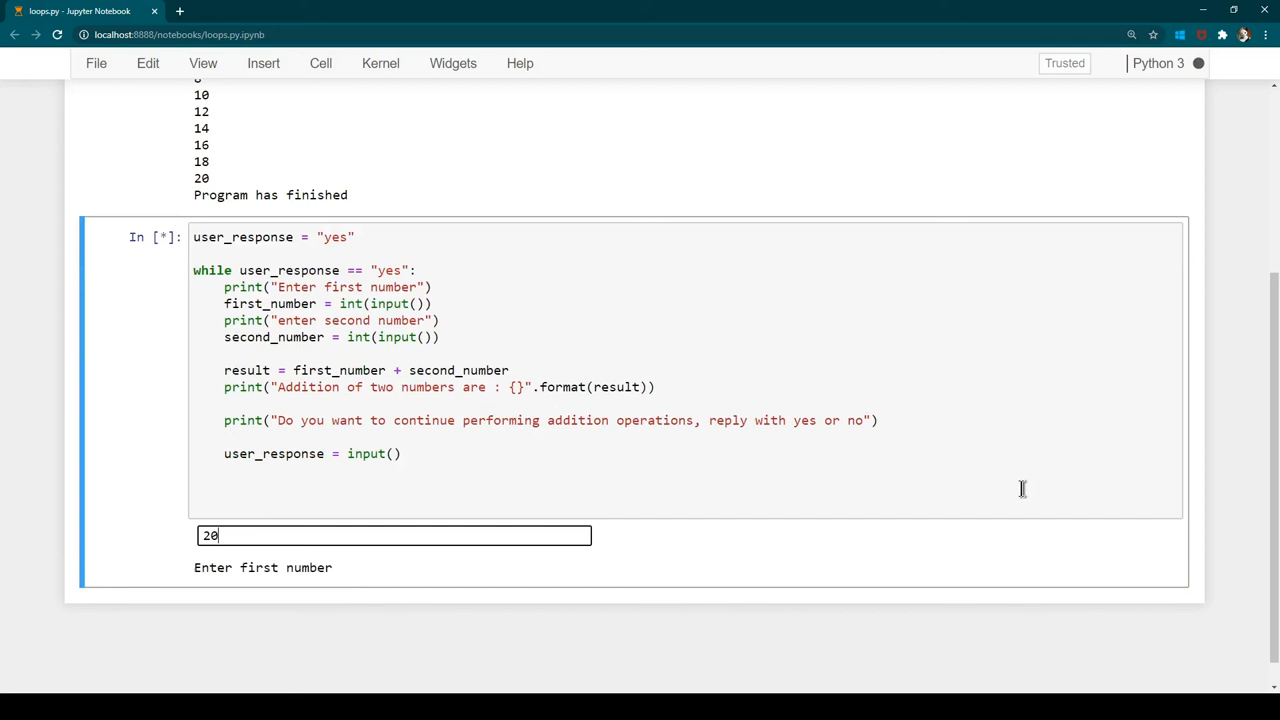 loops.py - Jupyter Notebook
localhost:8888/notebooks/loops.py.ipynb
File Edit View Insert Cell Kernel Widgets Help Trusted Python 3
10
12
14
16
18
20
Program has finished
In [*]: user_response = "yes"
while user_response == "yes":
print("Enter first number")
first_number = int(input())
print("enter second number")
second_number = int(input())
result = first_number + second_number
print("Addition of two numbers are : {}".format(result))
print("Do you want to continue performing addition operations, reply with yes or no")
user_response = input()
20
Enter first number